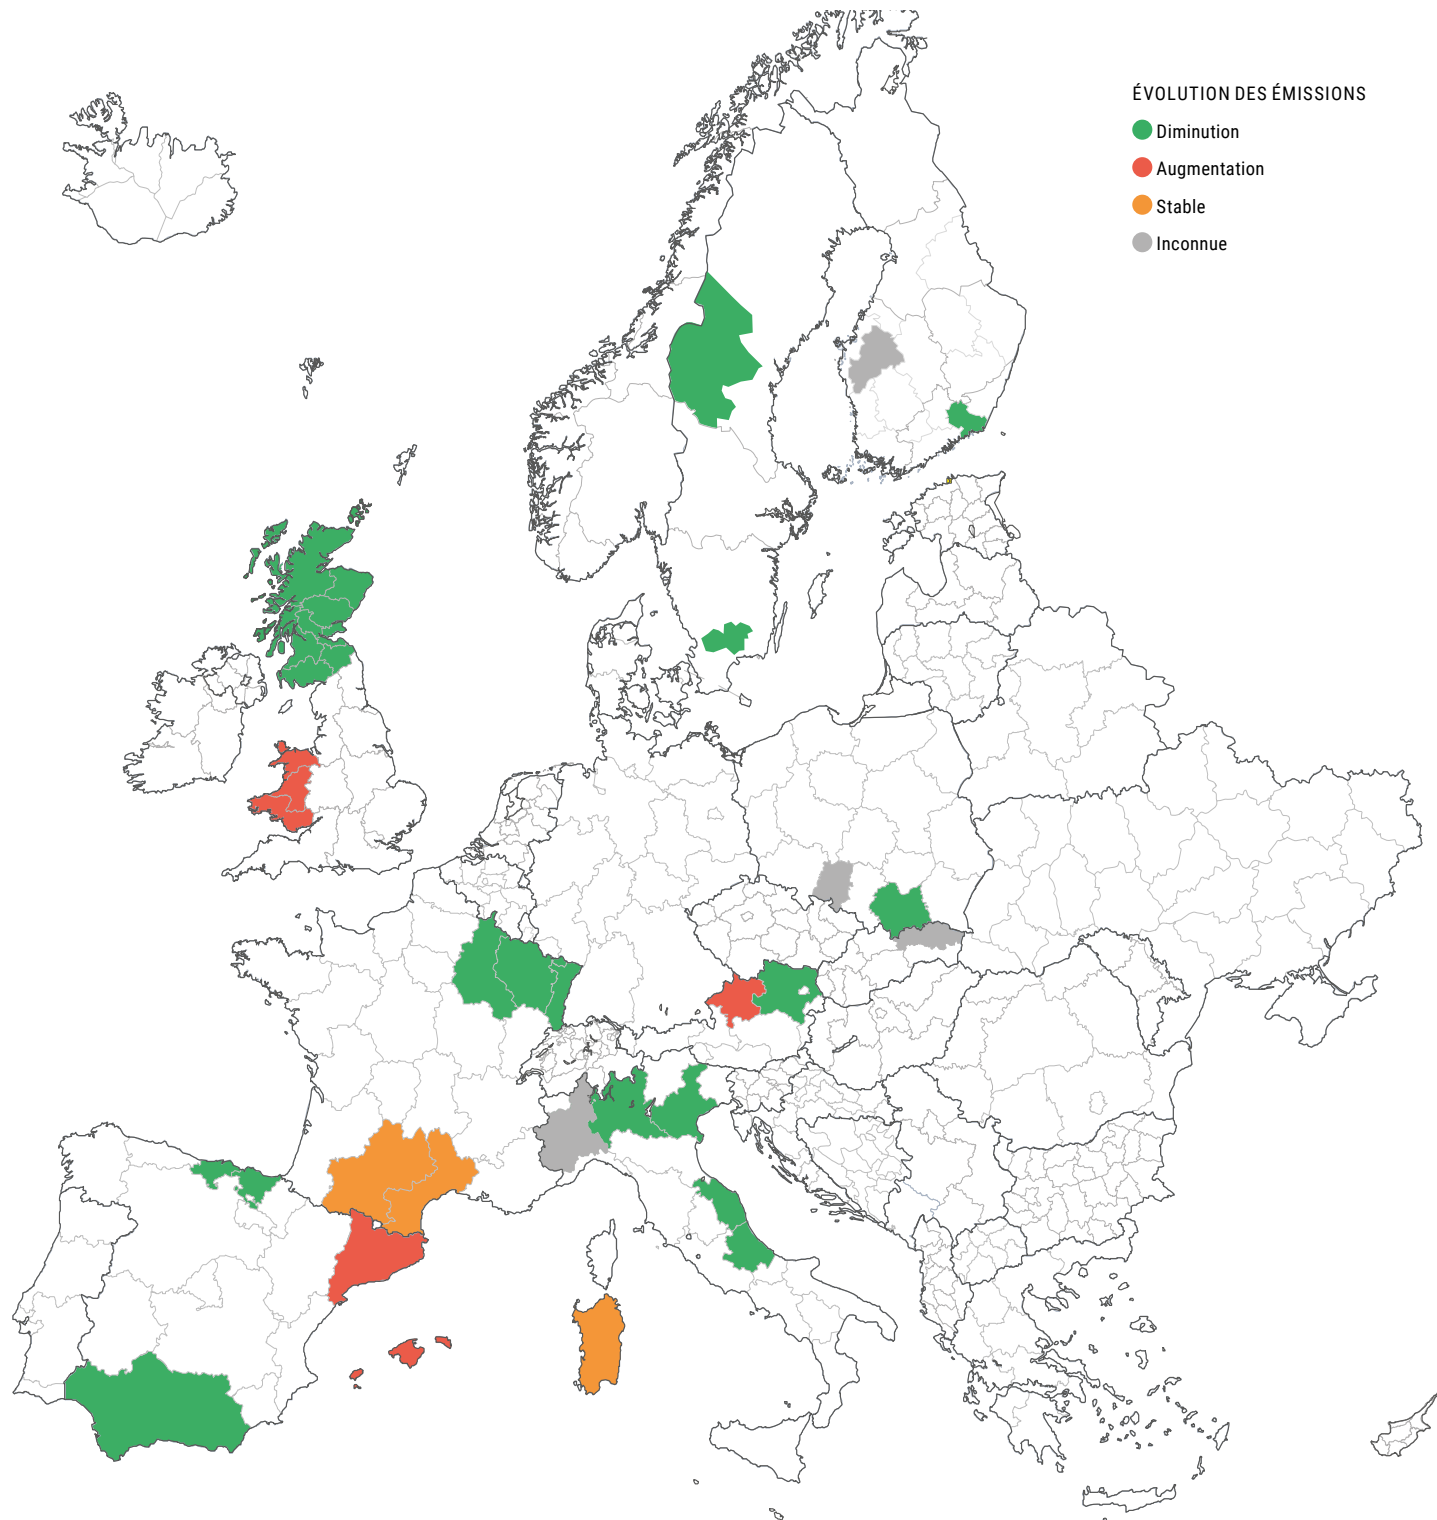 ÉVOLUTION DES ÉMISSIONS
Diminution
Augmentation
Stable
Inconnue